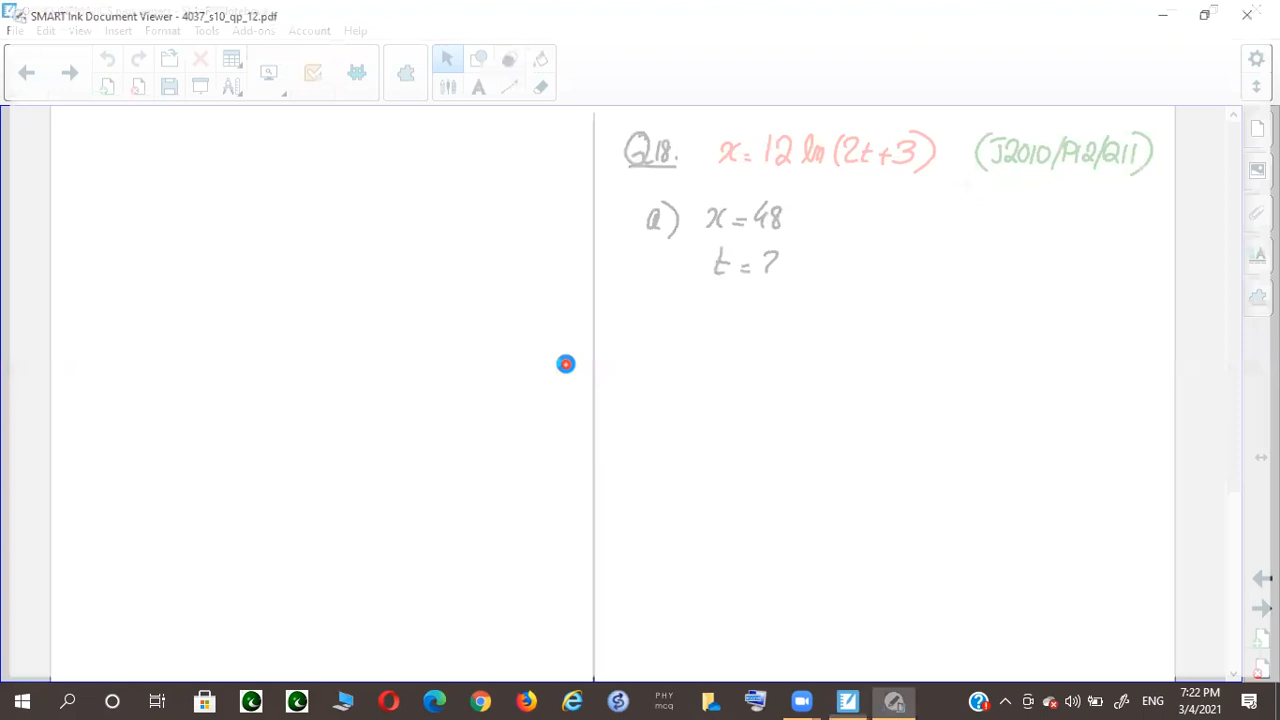 SMART Ink Document Viewer - 4037_s10_qp_12.pdf
File Edit View Insert Format Tools Add-ons Account Help
Q18. x = 12 ln (2t + 3) (J2010/P12/Q11)
a) x = 48
t = ?
PHY
mcq
ENG
7:22 PM
3/4/2021